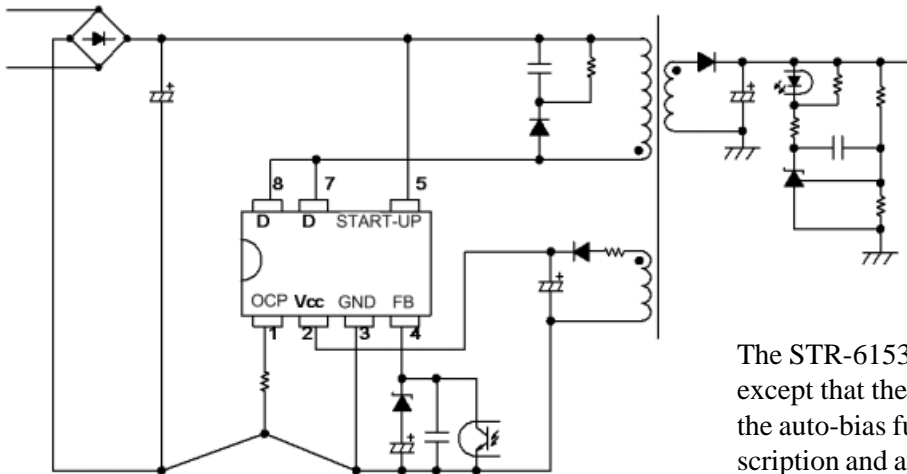 +
+
8 7 5
D D START-UP
OCP Vcc GND FB
1 2 3 4
+
+
The STR-6153
except that the
the auto-bias fu
scription and a